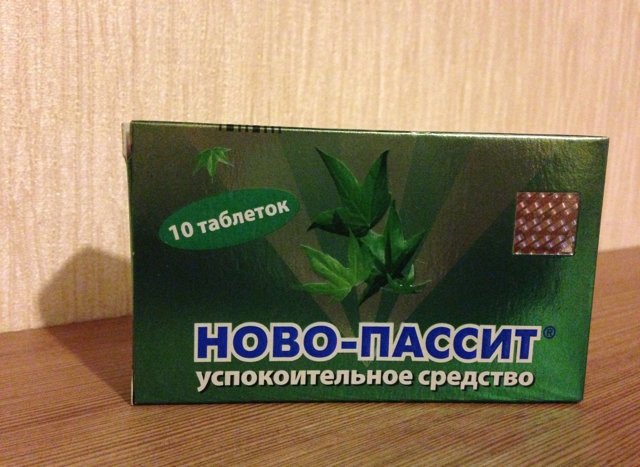 10 таблеток
НОВО-ПАССИТ®
успокоительное средство